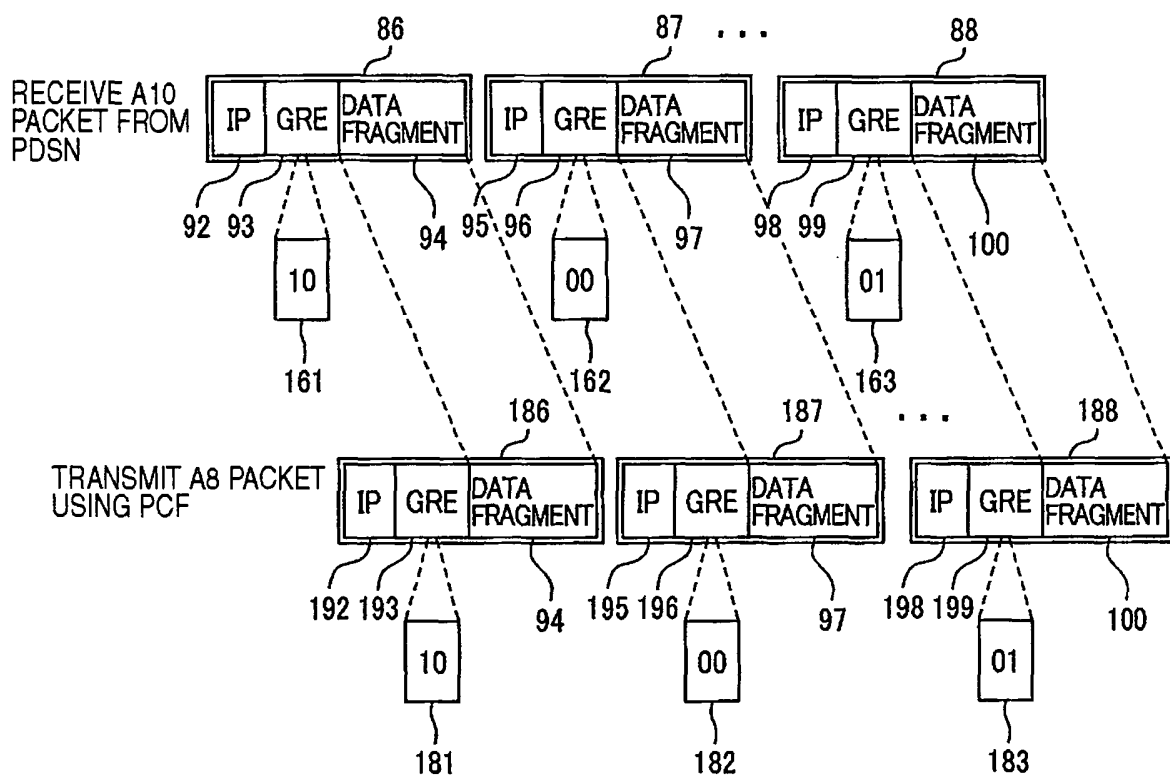 86 87 . . . 88
RECEIVE A10
PACKET FROM
PDSN
IP GRE DATA
FRAGMENT
IP GRE DATA
FRAGMENT
IP GRE DATA
FRAGMENT
92 93 94 95 96 97 98 99 100
10 00 01
161 162 163
186 187 . . . 188
TRANSMIT A8 PACKET
USING PCF
IP GRE DATA
FRAGMENT
IP GRE DATA
FRAGMENT
IP GRE DATA
FRAGMENT
192 193 94 195 196 97 198 199 100
10 00 01
181 182 183